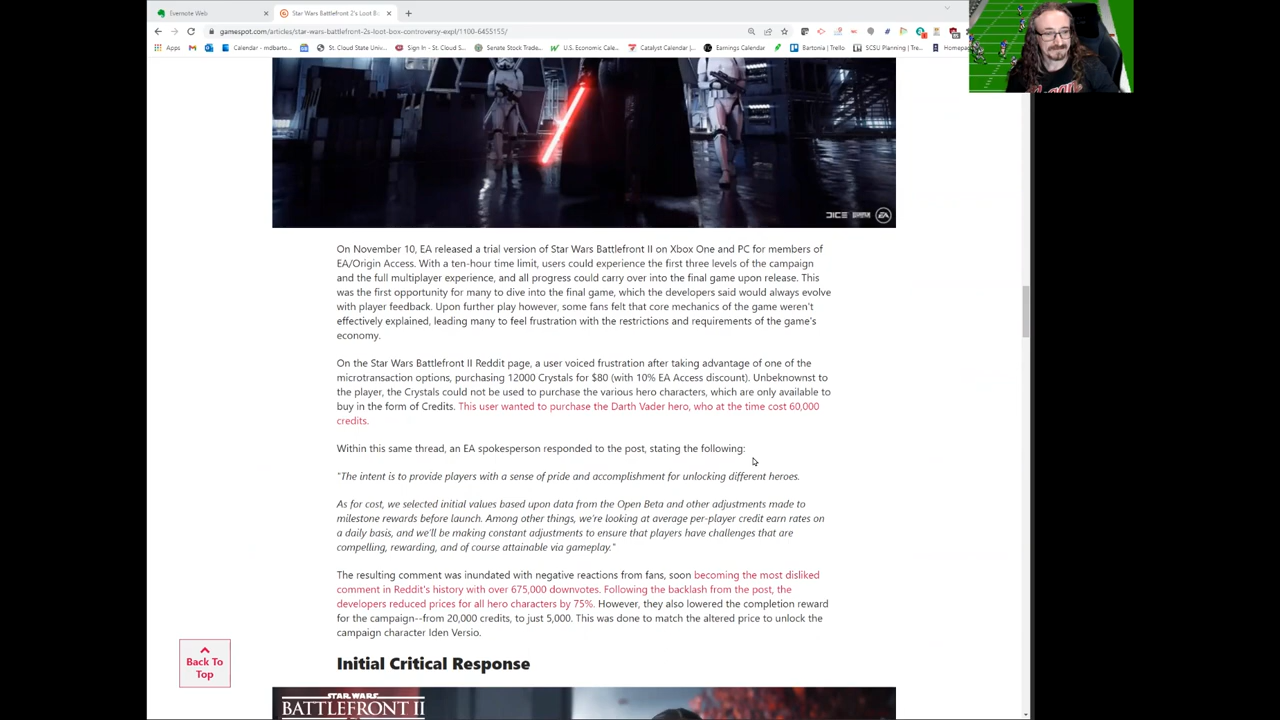 Evernote Web
Star Wars Battlefront 2's Loot Bo
gamespot.com/articles/star-wars-battlefront-2s-loot-box-controversy-expl/1100-6455155/
Apps
Calendar - mdbarto...
St. Cloud State Univ...
Sign In - St. Cloud S...
Senate Stock Trade...
U.S. Economic Cale...
Catalyst Calendar |...
Earnings Calendar
Bartonia | Trello
SCSU Planning | Tre...
Homepa
DICE
EA
On November 10, EA released a trial version of Star Wars Battlefront II on Xbox One and PC for members of
EA/Origin Access. With a ten-hour time limit, users could experience the first three levels of the campaign
and the full multiplayer experience, and all progress could carry over into the final game upon release. This
was the first opportunity for many to dive into the final game, which the developers said would always evolve
with player feedback. Upon further play however, some fans felt that core mechanics of the game weren't
effectively explained, leading many to feel frustration with the restrictions and requirements of the game's
economy.
On the Star Wars Battlefront II Reddit page, a user voiced frustration after taking advantage of one of the
microtransaction options, purchasing 12000 Crystals for $80 (with 10% EA Access discount). Unbeknownst to
the player, the Crystals could not be used to purchase the various hero characters, which are only available to
buy in the form of Credits. This user wanted to purchase the Darth Vader hero, who at the time cost 60,000
credits.
Within this same thread, an EA spokesperson responded to the post, stating the following:
"The intent is to provide players with a sense of pride and accomplishment for unlocking different heroes.
As for cost, we selected initial values based upon data from the Open Beta and other adjustments made to
milestone rewards before launch. Among other things, we're looking at average per-player credit earn rates on
a daily basis, and we'll be making constant adjustments to ensure that players have challenges that are
compelling, rewarding, and of course attainable via gameplay."
The resulting comment was inundated with negative reactions from fans, soon becoming the most disliked
comment in Reddit's history with over 675,000 downvotes. Following the backlash from the post, the
developers reduced prices for all hero characters by 75%. However, they also lowered the completion reward
for the campaign--from 20,000 credits, to just 5,000. This was done to match the altered price to unlock the
campaign character Iden Versio.
Back To
Top
Initial Critical Response
STAR WARS
BATTLEFRONT II